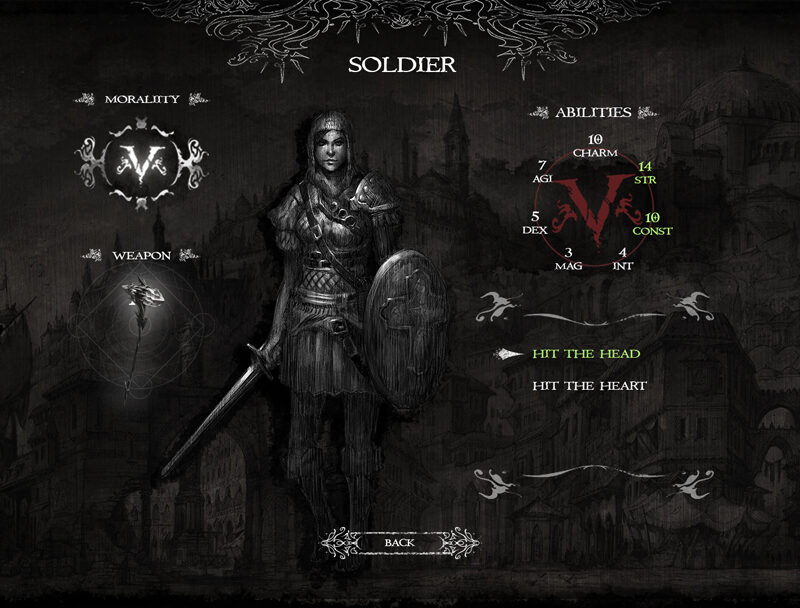 SOLDIER
MORALIITY
V
WEAPON
ABILITIES
10
CHARM
7
AGI
14
STR
V
5
DEX
10
CONST
3
MAG
4
INT
HIT THE HEAD
HIT THE HEART
BACK